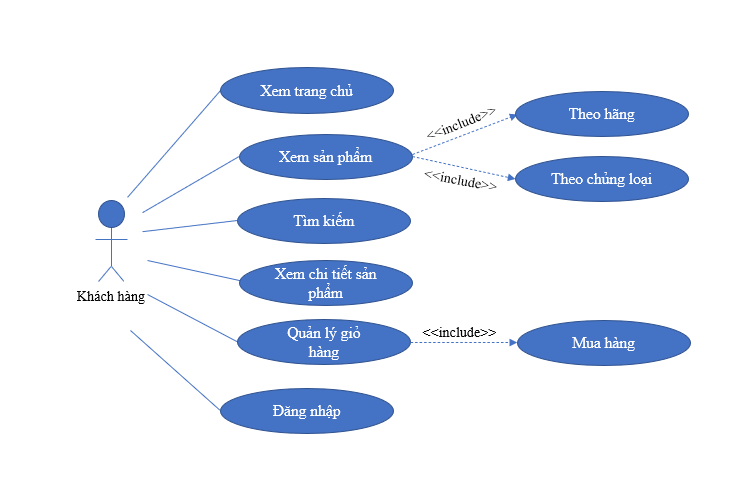 Xem trang chủ
Xem sản phẩm
<<include>>
Theo hãng
<<include>>
Theo chủng loại
Tìm kiếm
Khách hàng
Xem chi tiết sản
phẩm
Quản lý giỏ
hàng
<<include>>
Mua hàng
Đăng nhập